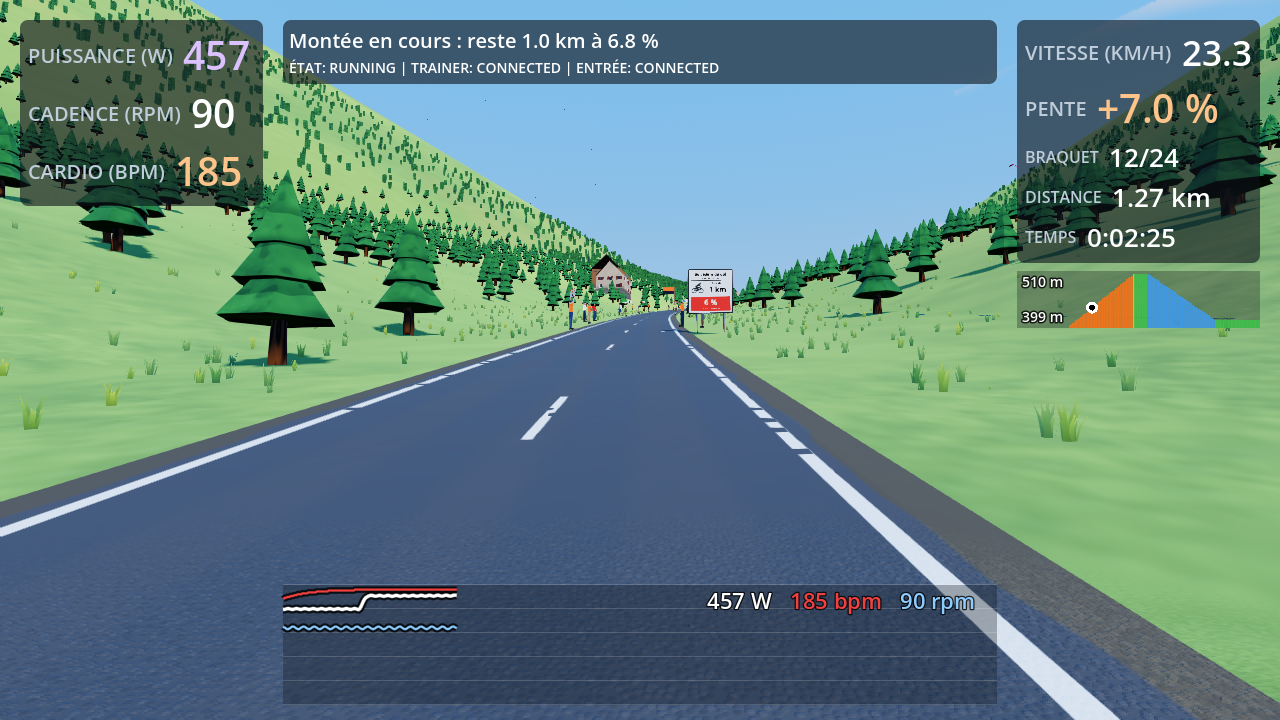 PUISSANCE (W) 457
CADENCE (RPM) 90
CARDIO (BPM) 185
Montée en cours : reste 1.0 km à 6.8 %
ÉTAT: RUNNING | TRAINER: CONNECTED | ENTRÉE: CONNECTED
VITESSE (KM/H) 23.3
PENTE +7.0 %
BRAQUET 12/24
DISTANCE 1.27 km
TEMPS 0:02:25
510 m
399 m
1 km
6 %
457 W 185 bpm 90 rpm